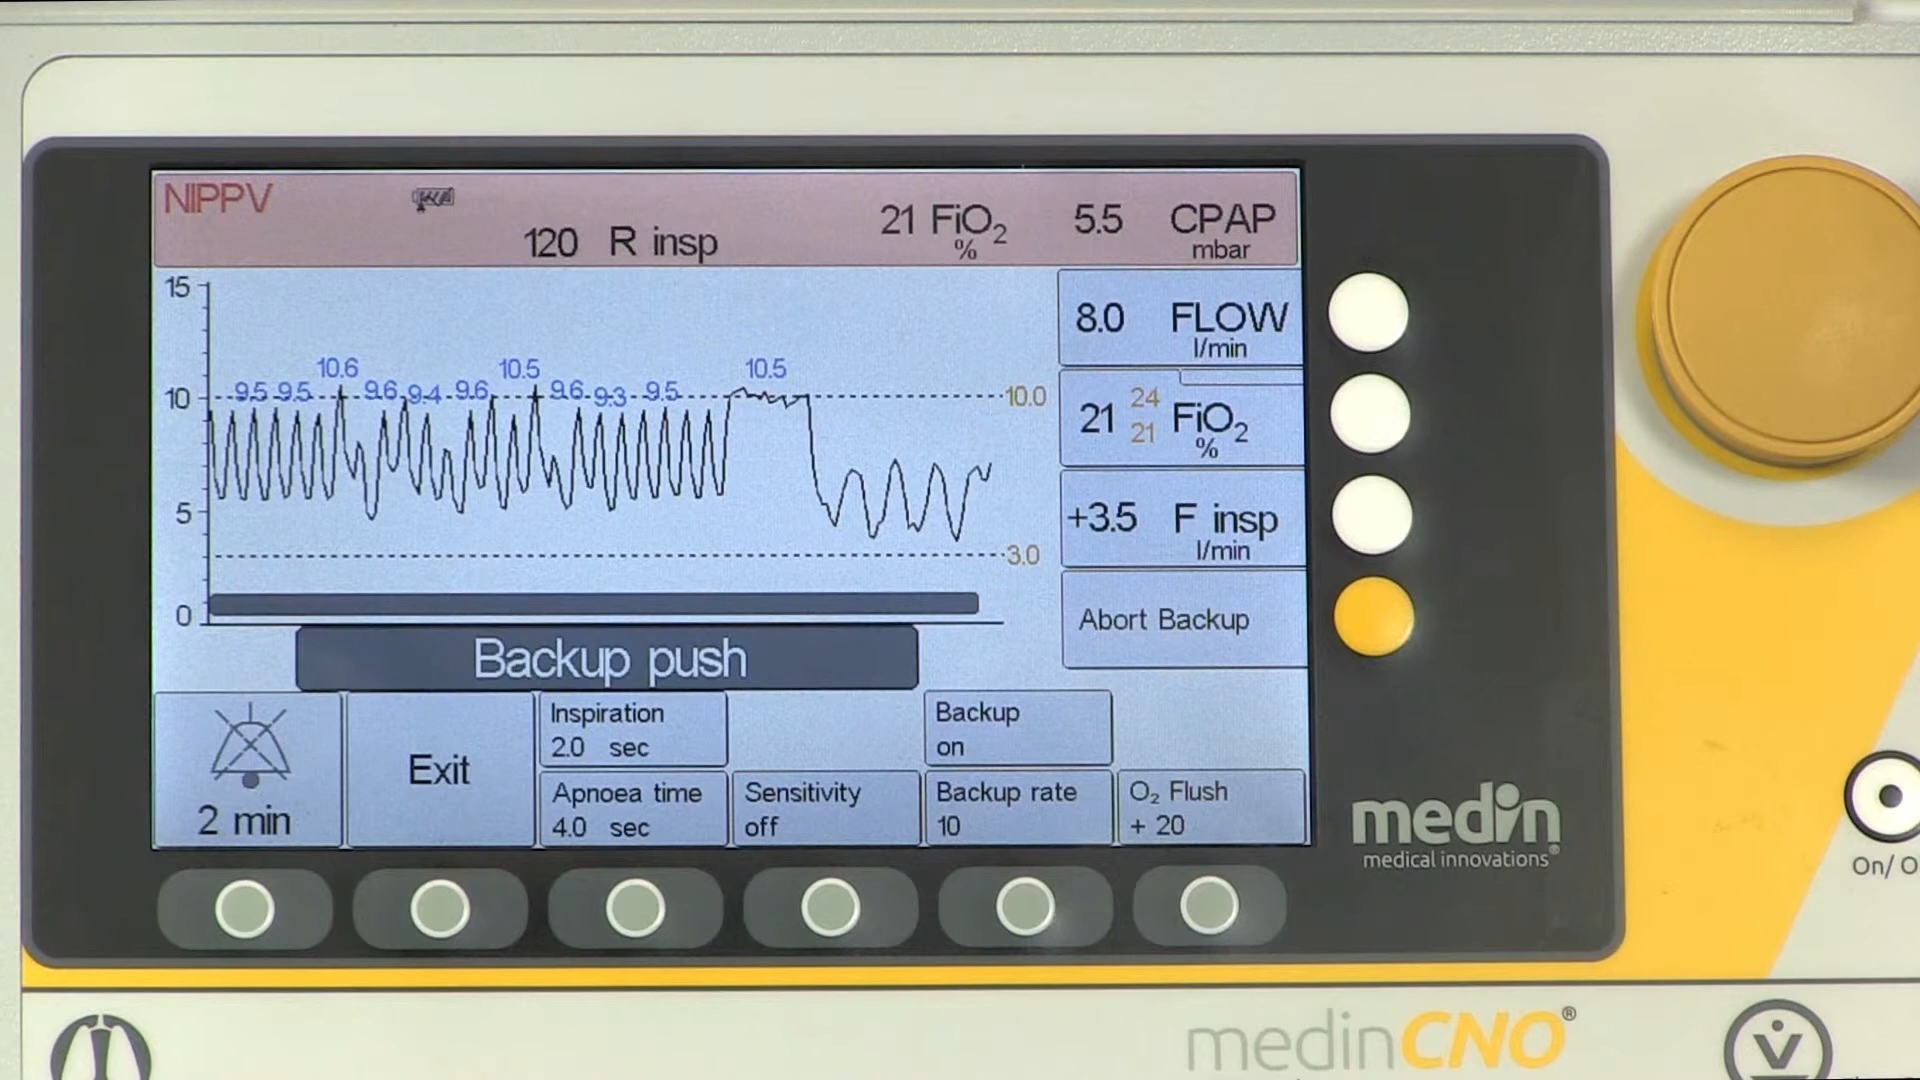 NIPPV
120 R insp
21 FiO2 %
5.5 CPAP mbar
15
10
5
0
9.5 9.5 10.6 9.6 9.4 9.6 10.5 9.6 9.3 9.5 10.5
10.0
3.0
8.0 FLOW l/min
21 24 21 FiO2 %
+3.5 F insp l/min
Abort Backup
Backup push
2 min
Exit
Inspiration
2.0 sec
Apnoea time
4.0 sec
Sensitivity
off
Backup
on
Backup rate
10
O2 Flush
+ 20
medin
medical innovations®
On/ O
medinCNO®